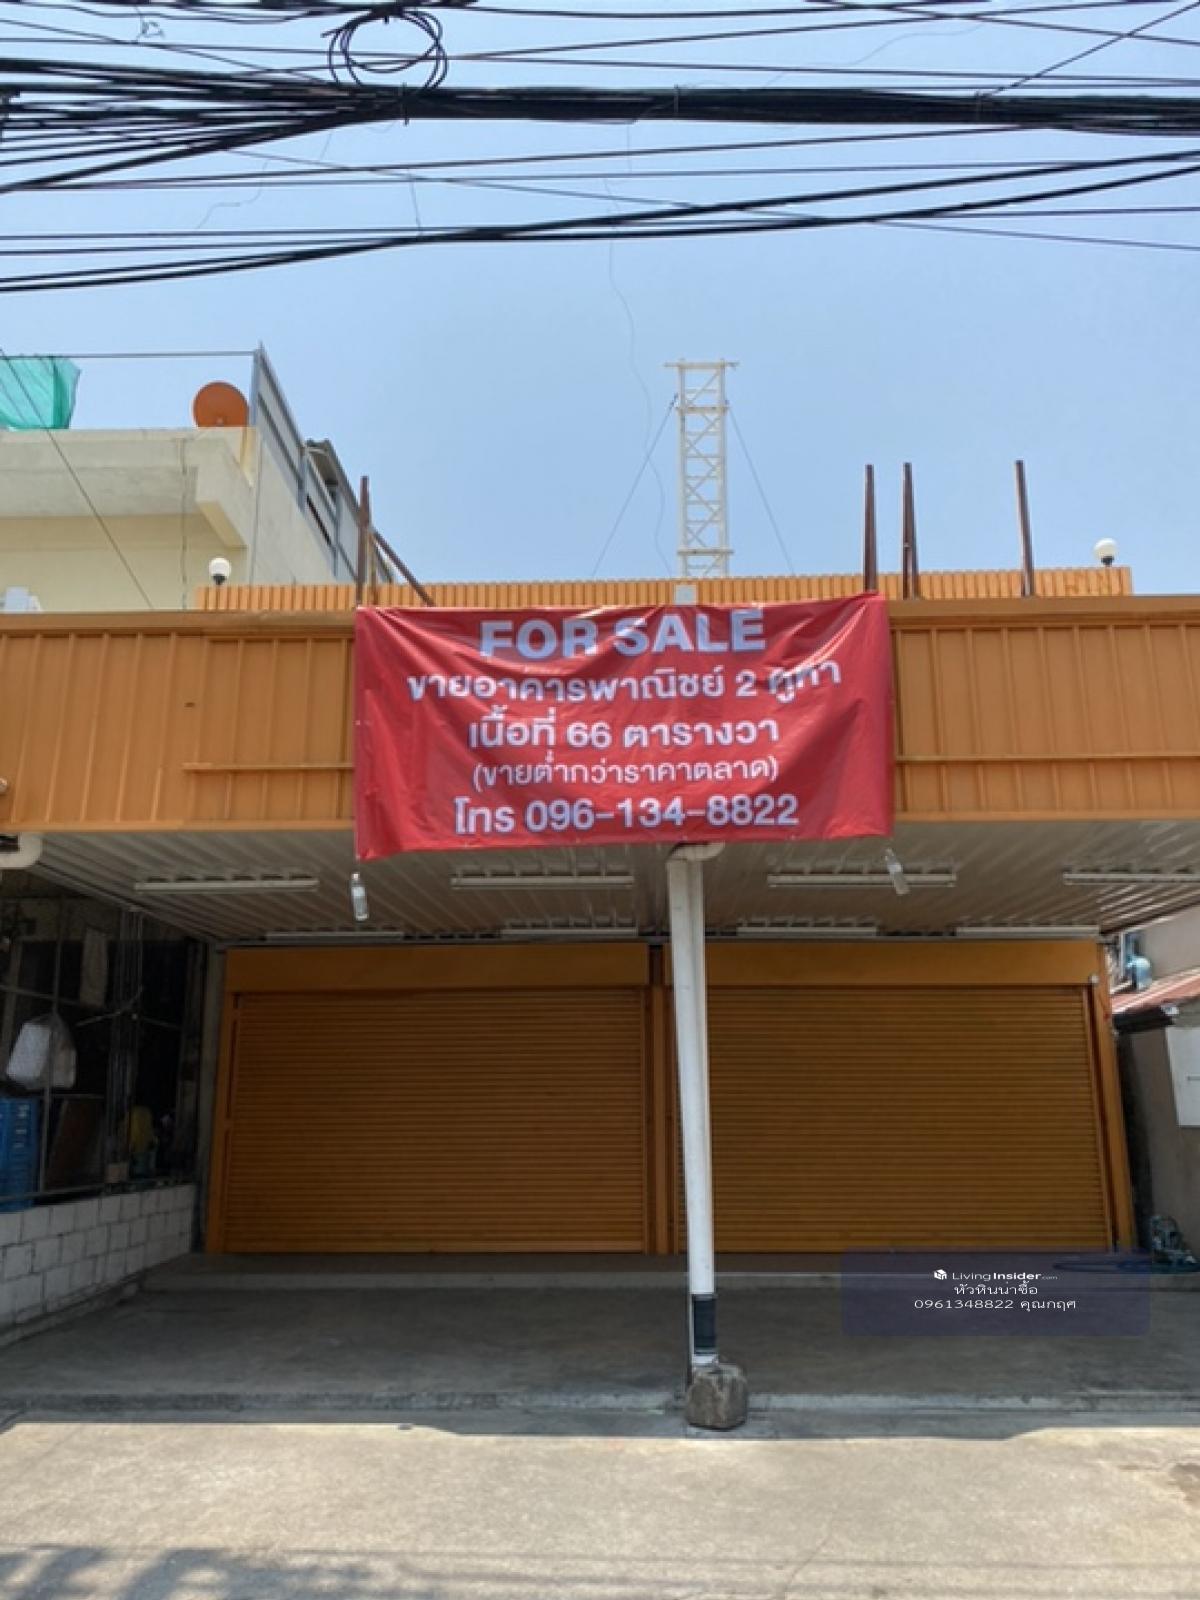 FOR SALE
ขายอาคารพาณิชย์ 2 คูหา
เนื้อที่ 66 ตารางวา
(ขายต่ำกว่าราคาตลาด)
โทร 096-134-8822
LivingInsider.com
หัวหินน่าซื้อ
0961348822 คุณกฤศ